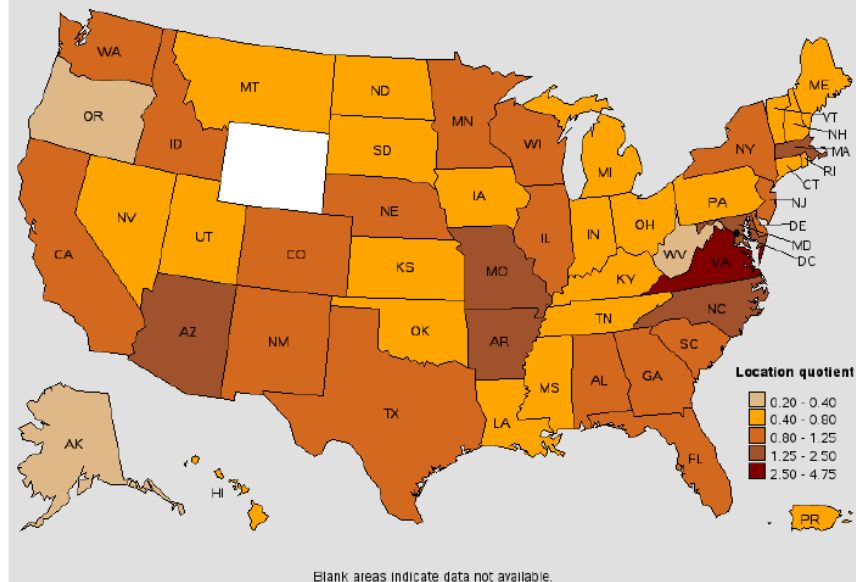 WA
MT
ND
ME
OR
MN
VT
NH
ID
SD
WI
NY
MA
MI
RI
CT
IA
PA
NJ
NE
NV
OH
DE
UT
IL
IN
MD
CA
CO
WV
DC
VA
KS
MO
KY
AZ
NC
TN
OK
NM
AR
SC
MS
AL
GA
TX
LA
AK
HI
FL
PR
Location quotient
0.20 - 0.40
0.40 - 0.80
0.80 - 1.25
1.25 - 2.50
2.50 - 4.75
Blank areas indicate data not available.